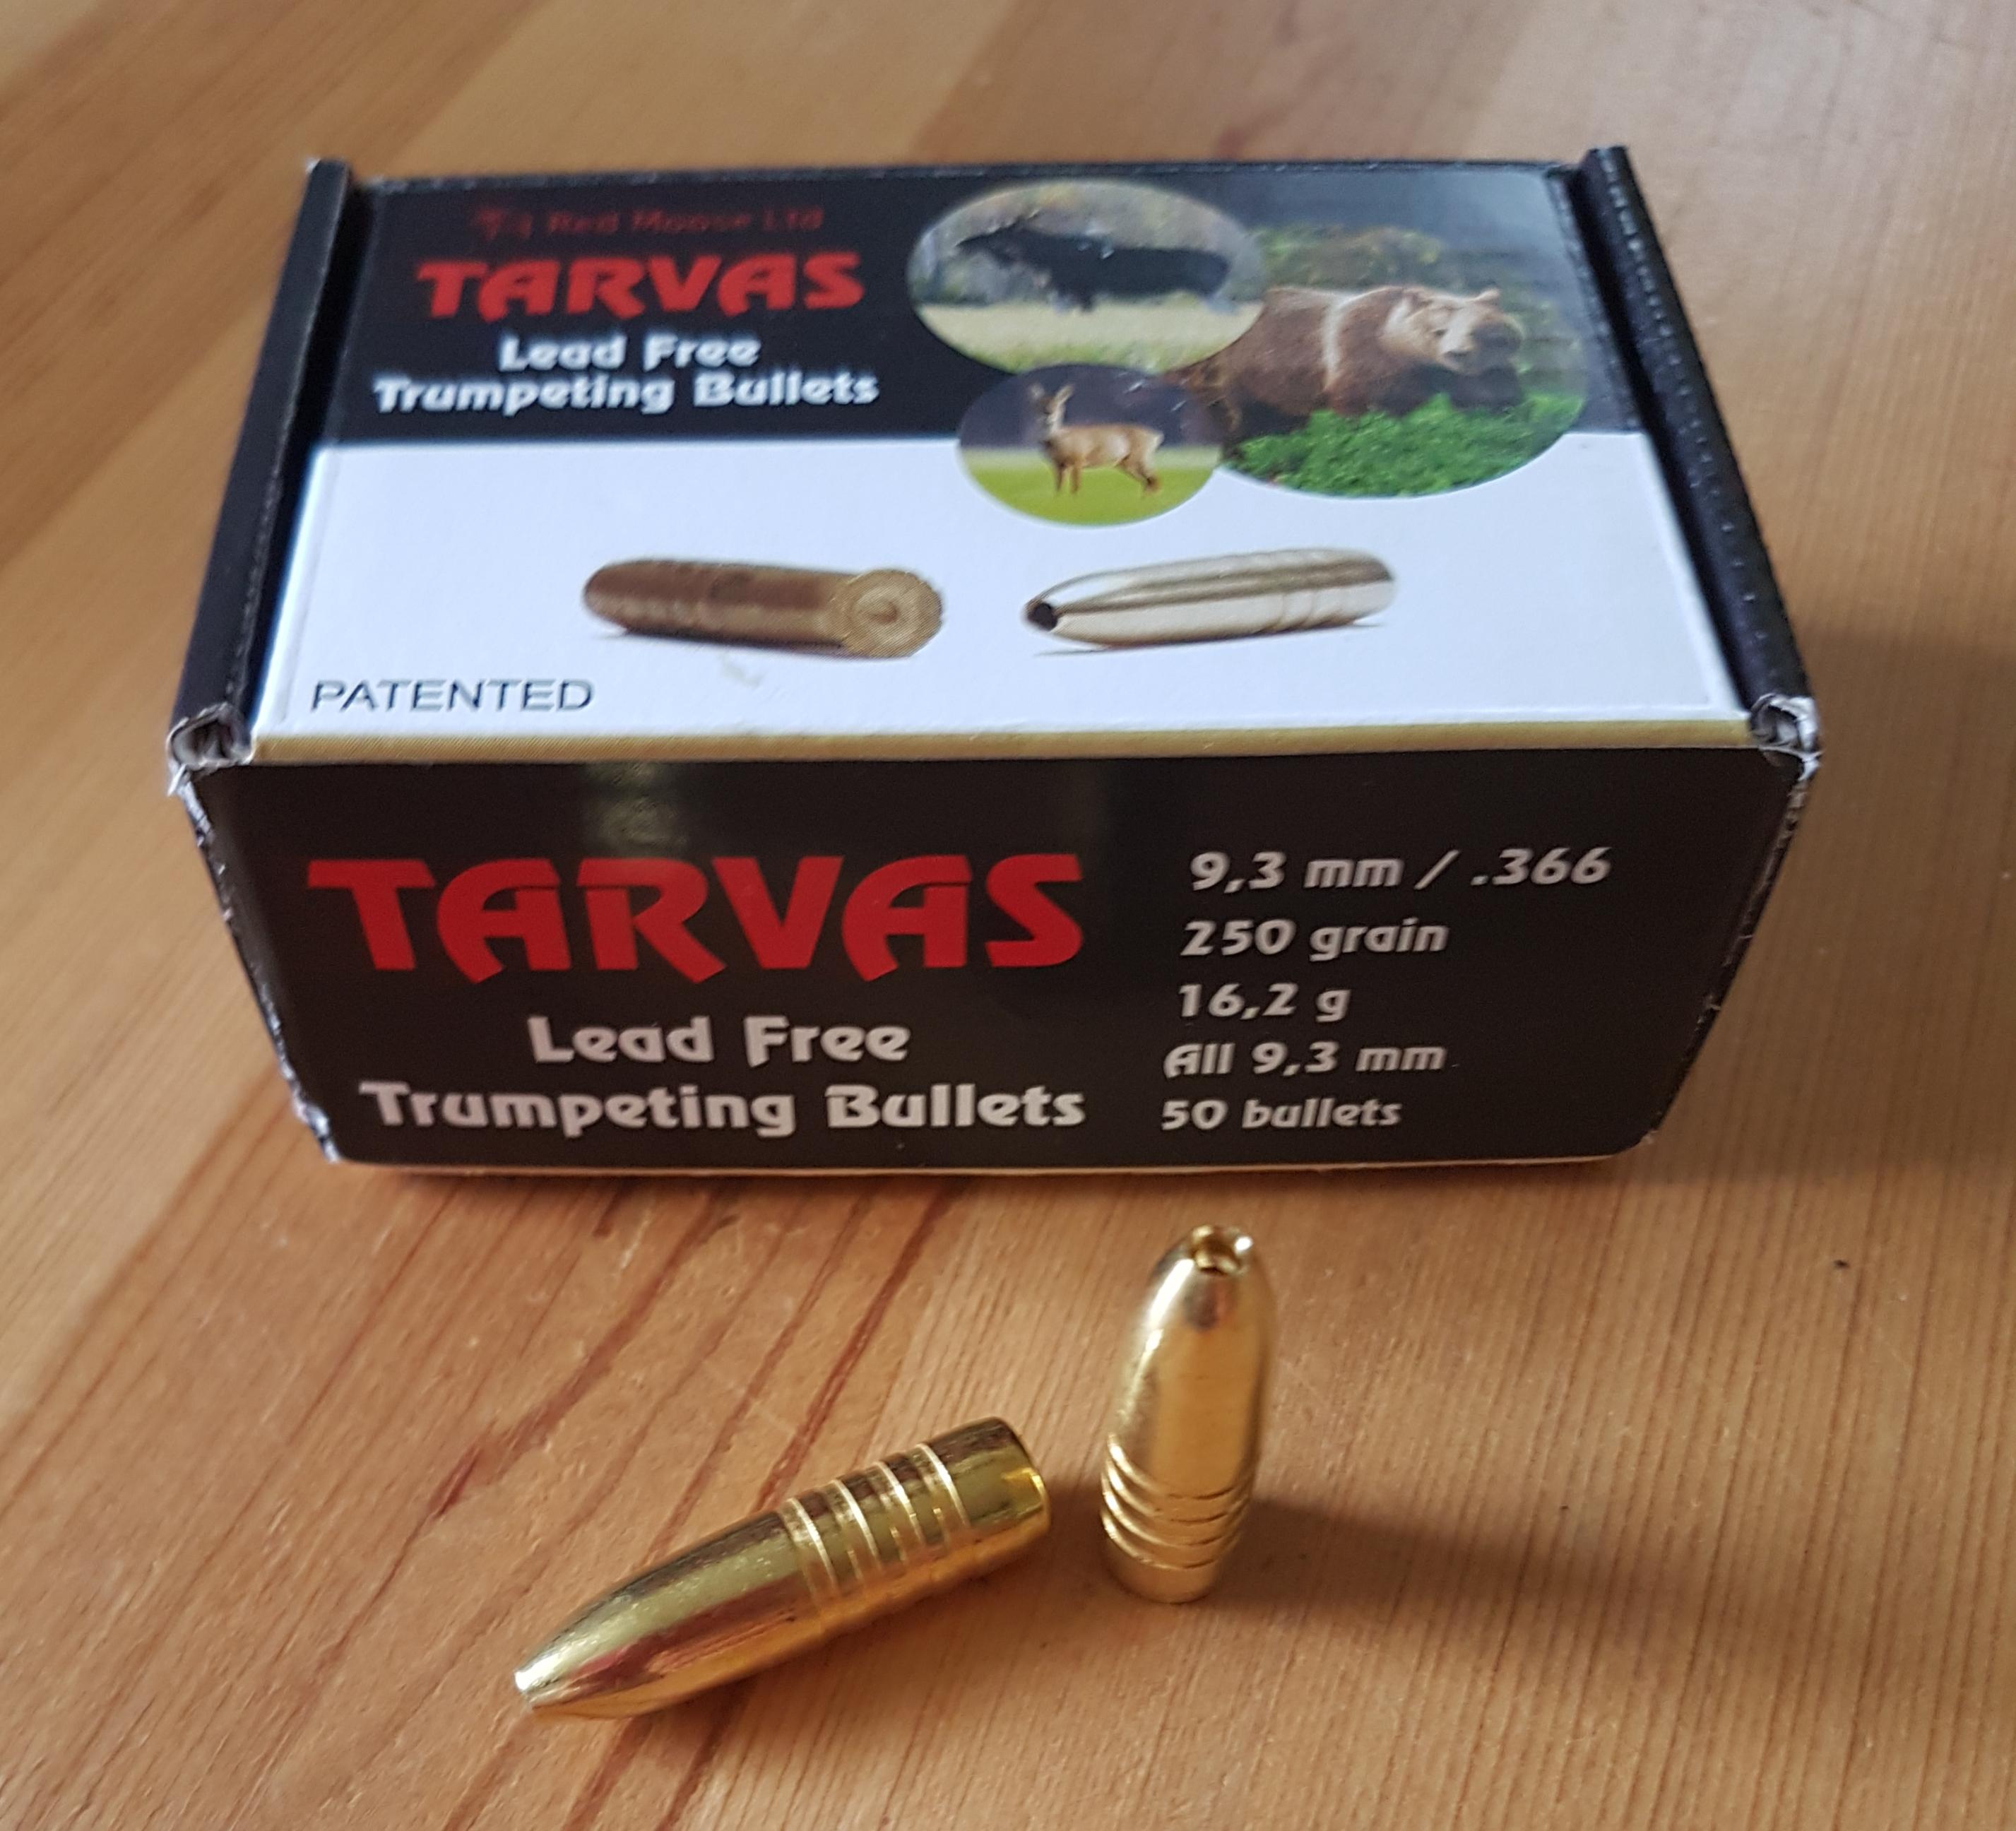 Red Moose Ltd
TARVAS
Lead Free
Trumpeting Bullets
PATENTED
TARVAS
Lead Free
Trumpeting Bullets
9,3 mm / .366
250 grain
16,2 g
All 9,3 mm
50 bullets